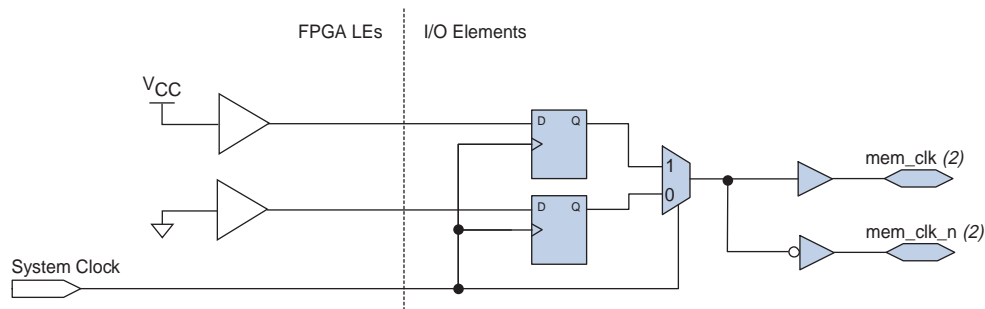 FPGA LEs
I/O Elements
VCC
D Q
1
mem_clk (2)
0
D Q
mem_clk_n (2)
System Clock